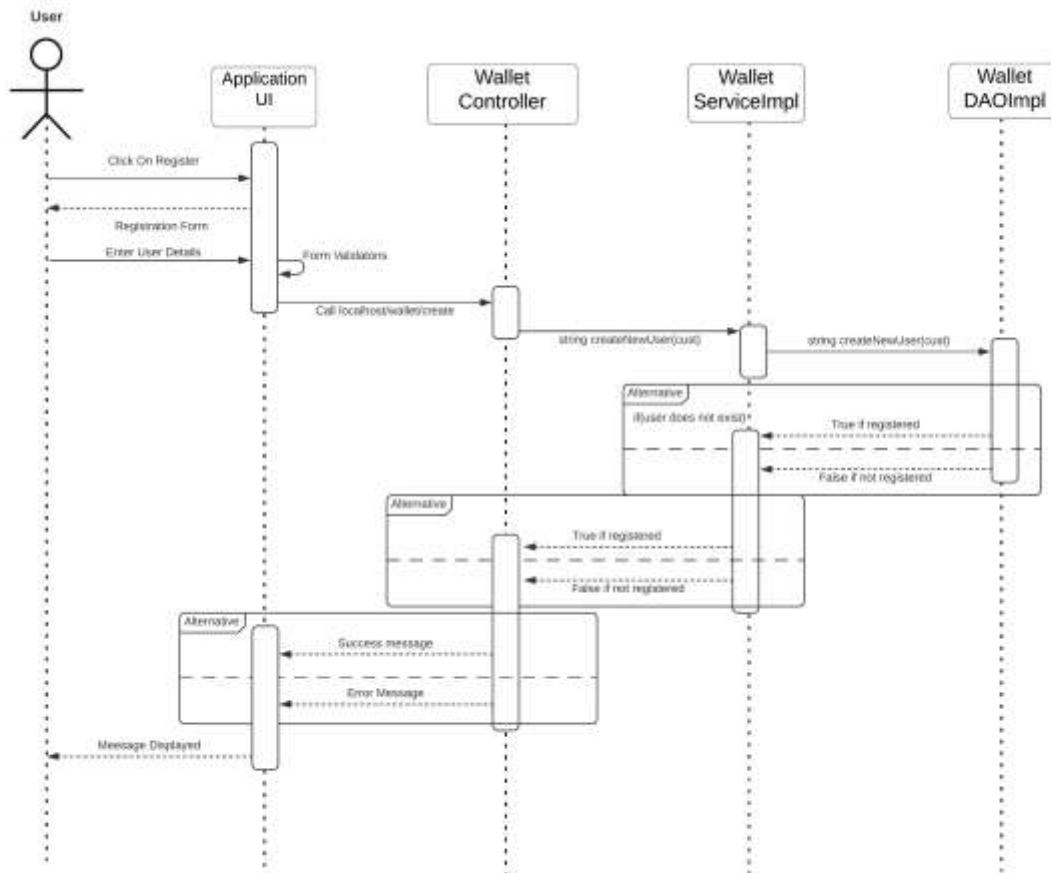 User
Application
UI
Wallet
Controller
Wallet
ServiceImpl
Wallet
DAOImpl
Click On Register
Registration Form
Enter User Details
Form Validatons
Call localhost/wallet/create
string createNewUser(cust)
string createNewUser(cust)
Alternative
if(user does not exist)
True if registered
False if not registered
Alternative
True if registered
False if not registered
Alternative
Success message
Error Message
Meesage Displayed